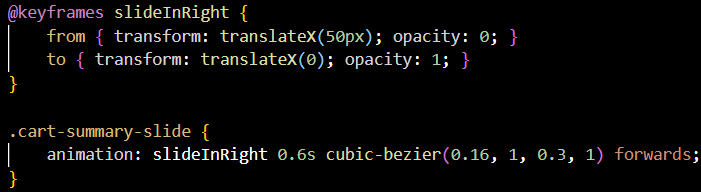 @keyframes slideInRight {
    from { transform: translateX(50px); opacity: 0; }
    to { transform: translateX(0); opacity: 1; }
}

.cart-summary-slide {
    animation: slideInRight 0.6s cubic-bezier(0.16, 1, 0.3, 1) forwards;
}